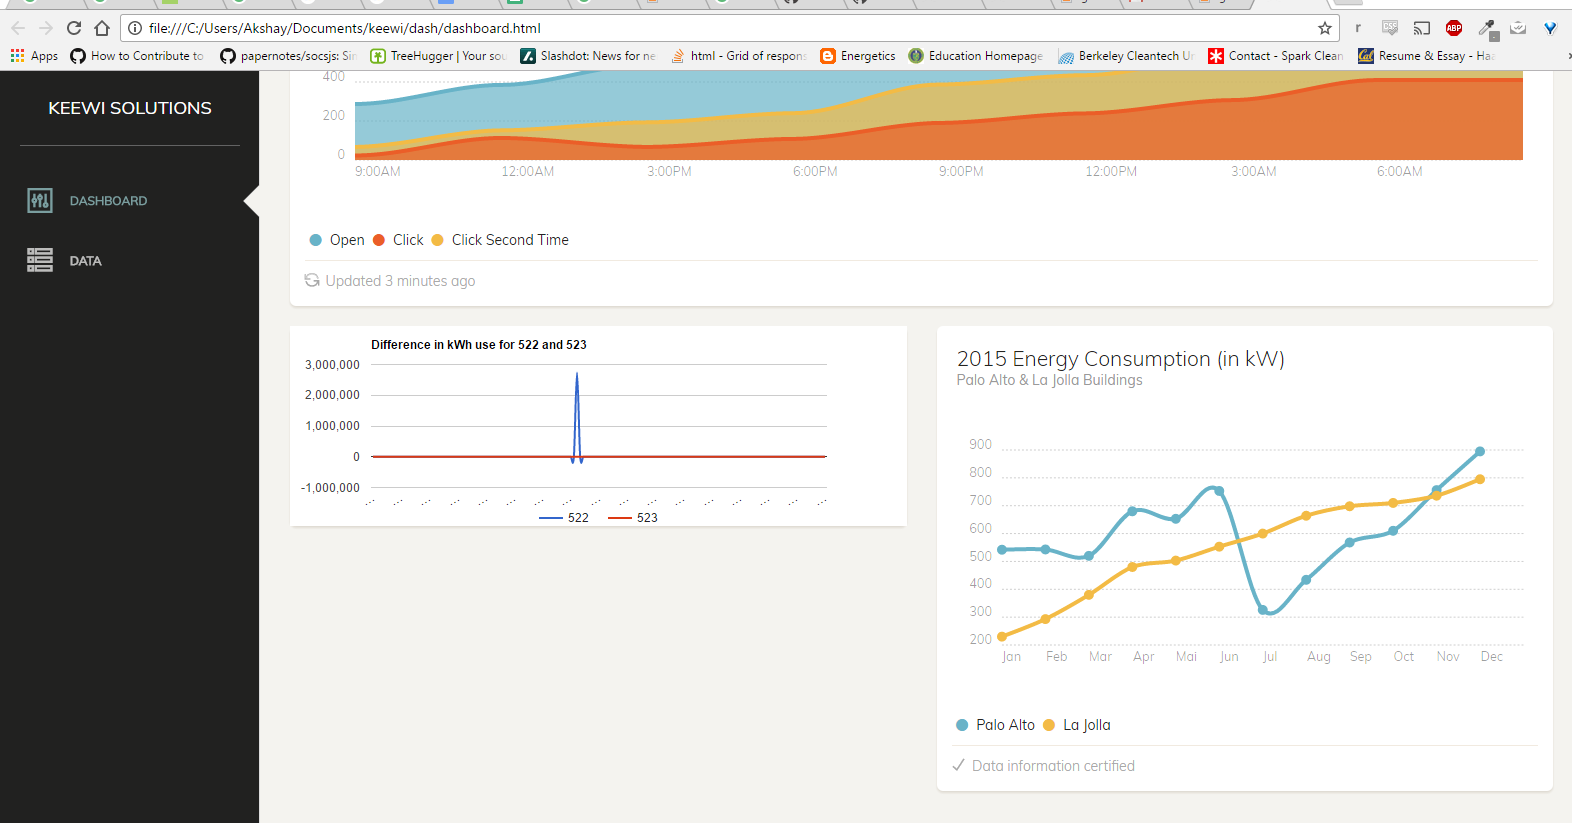 file:///C:/Users/Akshay/Documents/keewi/dash/dashboard.html
r
CSE
ABP
Apps
How to Contribute to
papernotes/socsjs: Sim
TreeHugger | Your sou
Slashdot: News for ne
html - Grid of respons
Energetics
Education Homepage
Berkeley Cleantech Un
Contact - Spark Clean
Cal
Resume & Essay - Haa
KEEWI SOLUTIONS
DASHBOARD
DATA
400
200
0
9:00AM 12:00AM 3:00PM 6:00PM 9:00PM 12:00PM 3:00AM 6:00AM
Open Click Click Second Time
Updated 3 minutes ago
Difference in kWh use for 522 and 523
3,000,000
2,000,000
1,000,000
0
-1,000,000
522 523
2015 Energy Consumption (in kW)
Palo Alto & La Jolla Buildings
900
800
700
600
500
400
300
200
Jan Feb Mar Apr Mai Jun Jul Aug Sep Oct Nov Dec
Palo Alto La Jolla
Data information certified